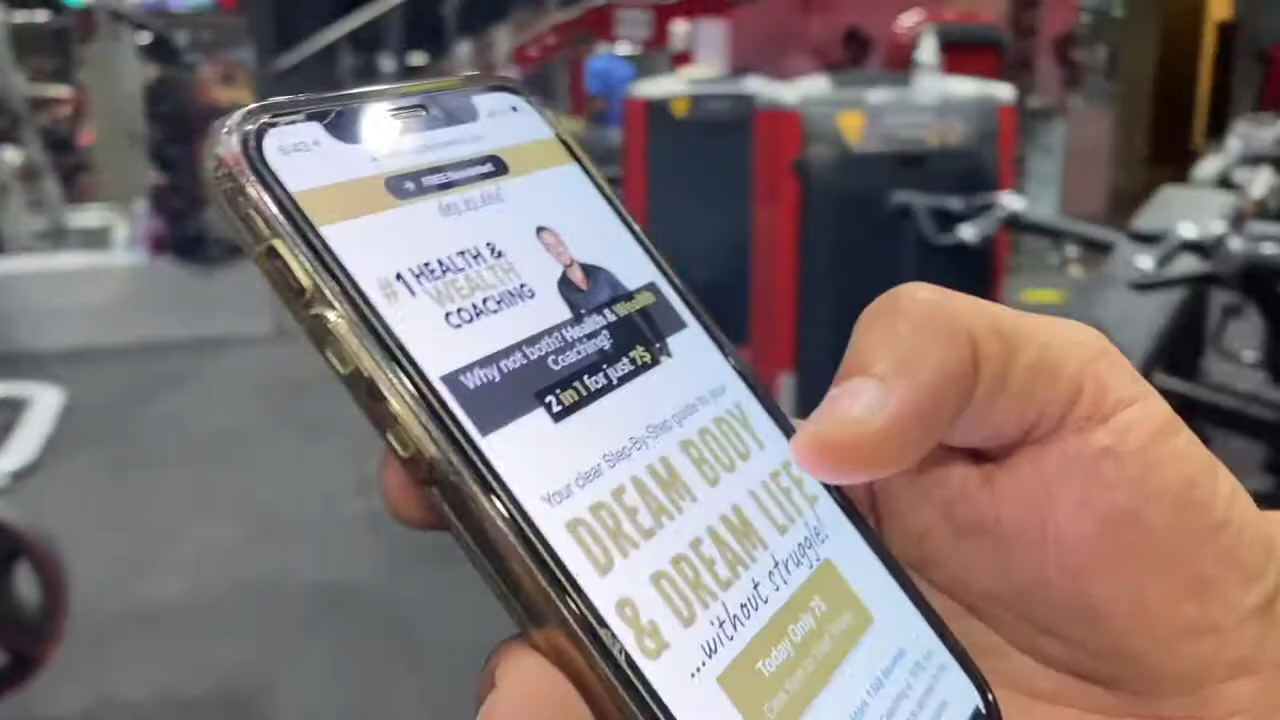 #1 HEALTH &
WEALTH
COACHING
Why not both? Health & Wealth
Coaching?
2 in 1 for just 7$
Your clear Step-By-Step guide to your
DREAM BODY
& DREAM LIFE
...without struggle!
Today Only 7$